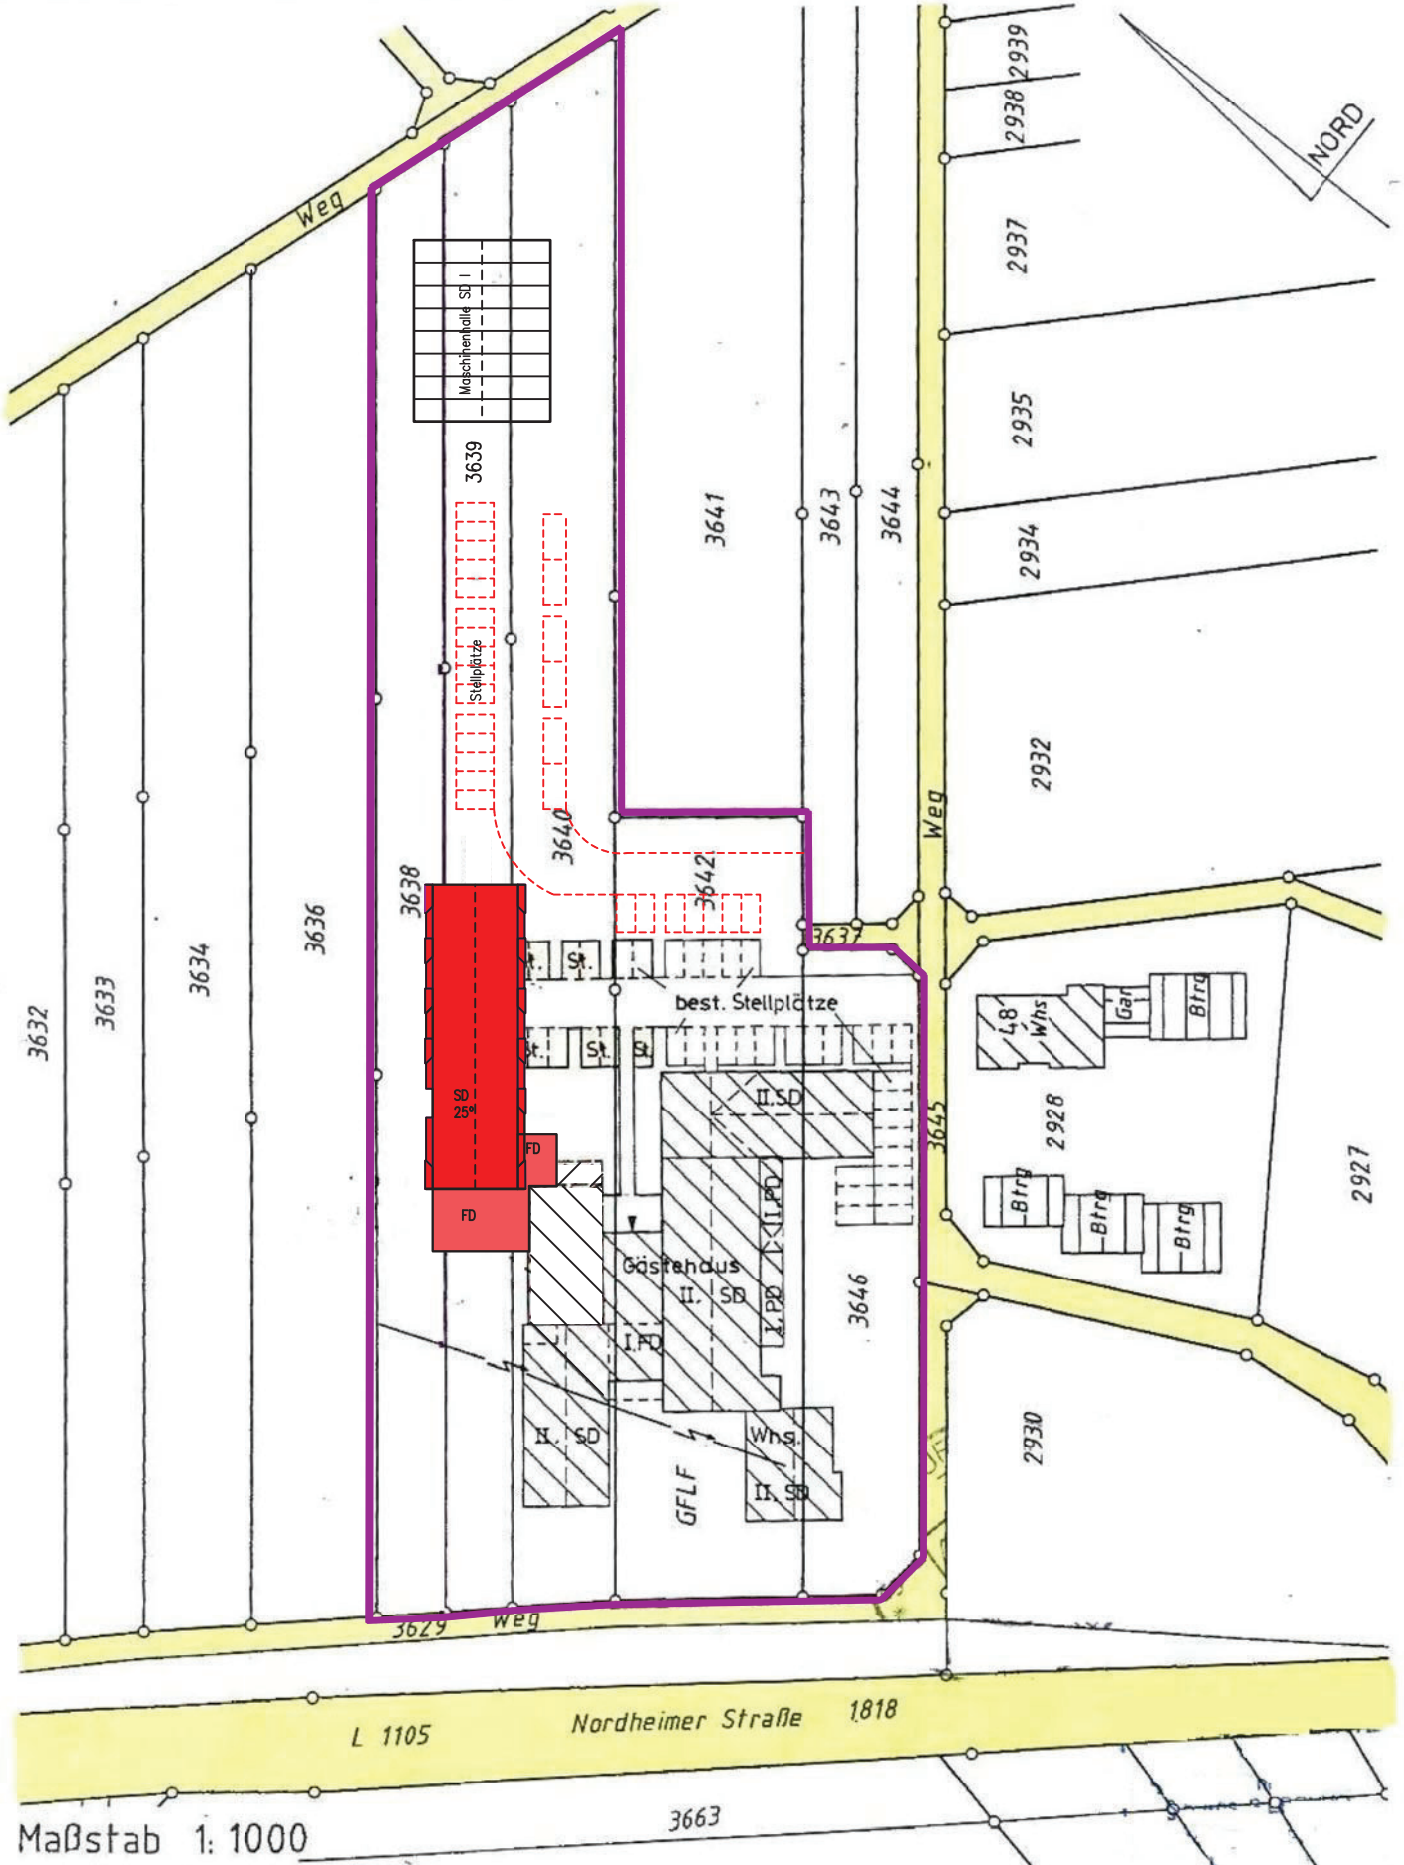 2939
2938
NORD
Weg
2937
Maschinenhalle SD I
2935
3639
3641
3643
3644
2934
Stellplätze
2932
Weg
3640
3642
3638
3636
3637
3634
3633
3632
St.
St.
best. Stellplätze
48
Whs
Gar
Btrg
St.
St.
St.
II.SD
SD
25°
3645
2928
FD
2927
FD
I.PD
Btrg
Btrg
Btrg
Gästehaus
II. SD
I.PD
3646
I.FD
II. SD
Whs.
2930
GFLF
II. SD
3629
Weg
L 1105
Nordheimer Straße
1818
3663
Maßstab 1: 1000